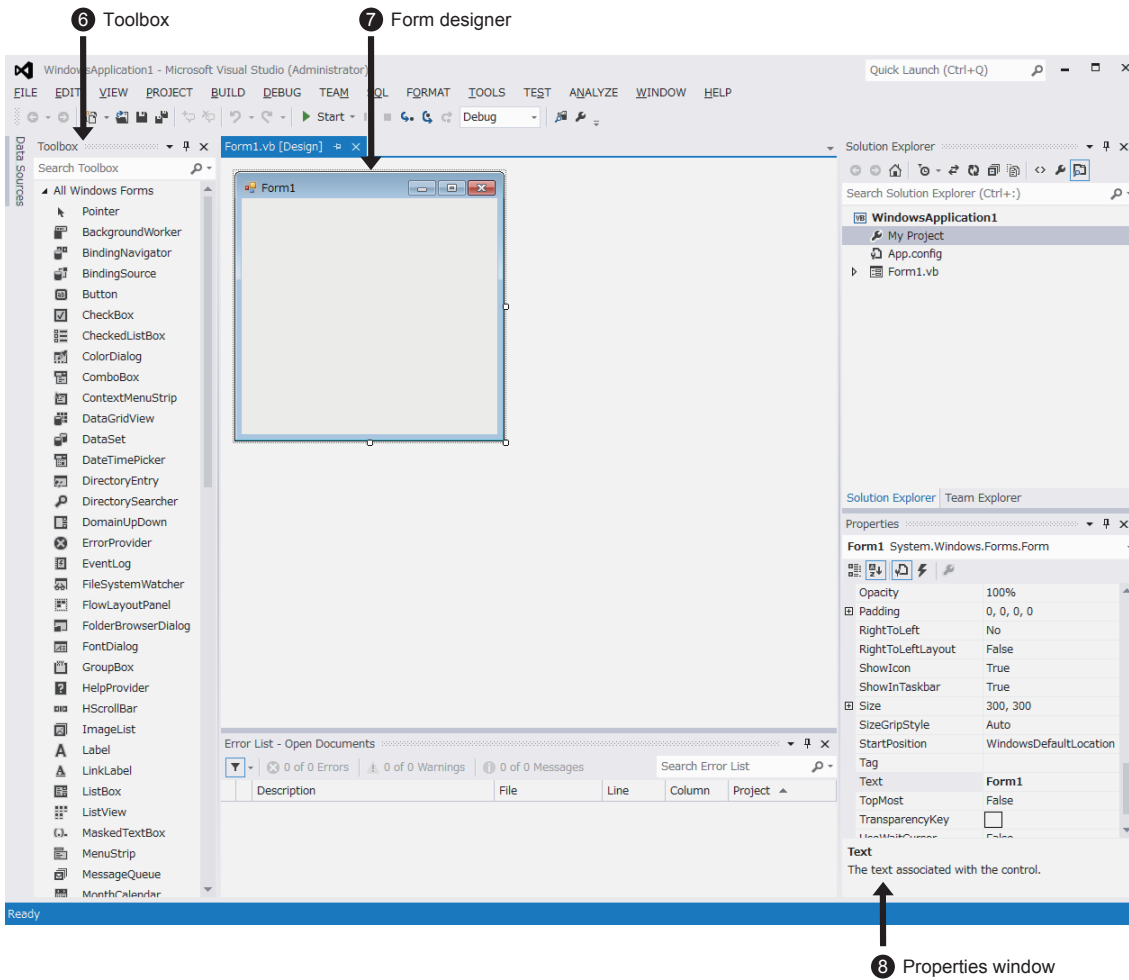 6 Toolbox
7 Form designer
WindowsApplication1 - Microsoft Visual Studio (Administrator)
Quick Launch (Ctrl+Q)
FILE EDIT VIEW PROJECT BUILD DEBUG TEAM SQL FORMAT TOOLS TEST ANALYZE WINDOW HELP
Start
Debug
Data Sources
Toolbox
Search Toolbox
All Windows Forms
Pointer
BackgroundWorker
BindingNavigator
BindingSource
Button
CheckBox
CheckedListBox
ColorDialog
ComboBox
ContextMenuStrip
DataGridView
DataSet
DateTimePicker
DirectoryEntry
DirectorySearcher
DomainUpDown
ErrorProvider
EventLog
FileSystemWatcher
FlowLayoutPanel
FolderBrowserDialog
FontDialog
GroupBox
HelpProvider
HScrollBar
ImageList
Label
LinkLabel
ListBox
ListView
MaskedTextBox
MenuStrip
MessageQueue
MonthCalendar
Form1.vb [Design]
Form1
Error List - Open Documents
0 of 0 Errors
0 of 0 Warnings
0 of 0 Messages
Search Error List
Description File Line Column Project
Solution Explorer
Search Solution Explorer (Ctrl+:)
VB WindowsApplication1
My Project
App.config
Form1.vb
Solution Explorer Team Explorer
Properties
Form1 System.Windows.Forms.Form
Opacity 100%
Padding 0, 0, 0, 0
RightToLeft No
RightToLeftLayout False
ShowIcon True
ShowInTaskbar True
Size 300, 300
SizeGripStyle Auto
StartPosition WindowsDefaultLocation
Tag
Text Form1
TopMost False
TransparencyKey
UseWaitCursor False
Text
The text associated with the control.
Ready
8 Properties window